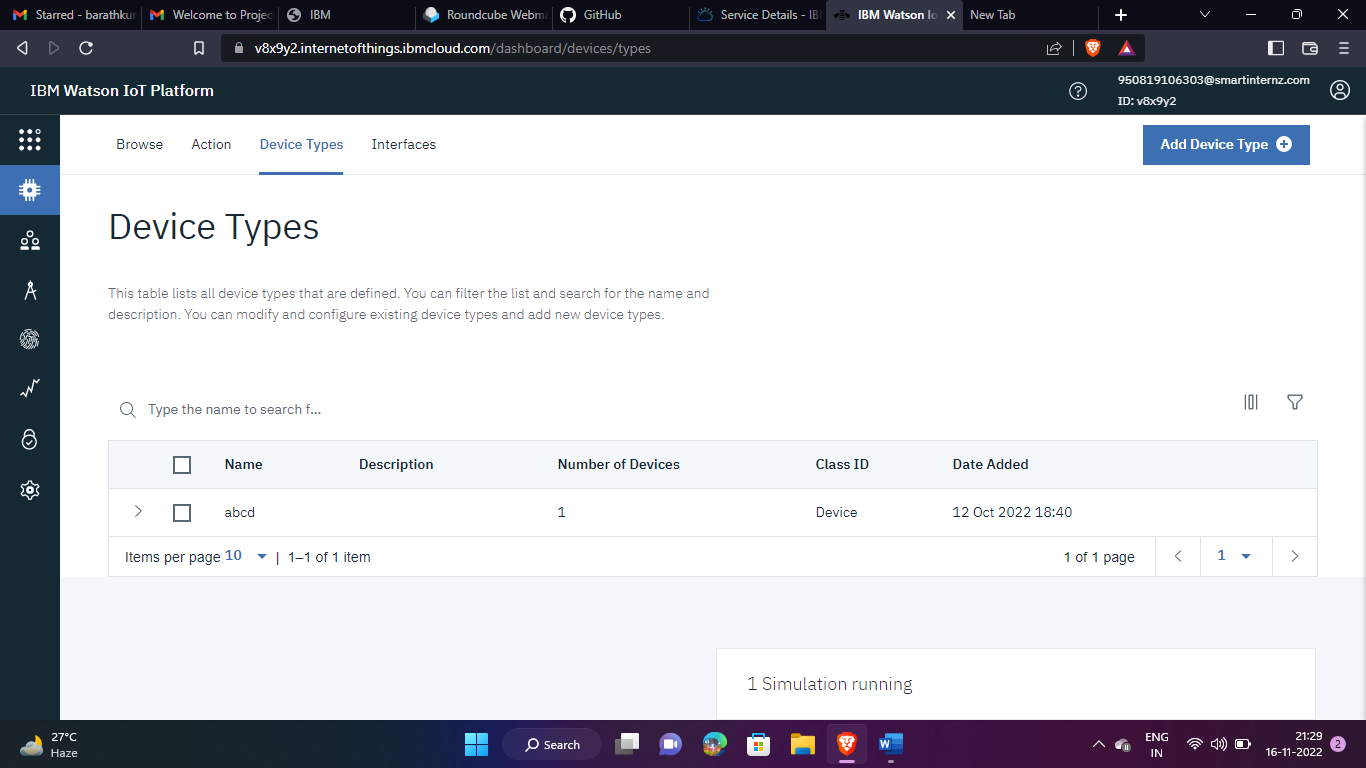 Starred - barathkur
Welcome to Projec
IBM
Roundcube Webma
GitHub
Service Details - IB
IBM Watson Io
New Tab
v8x9y2.internetofthings.ibmcloud.com/dashboard/devices/types
IBM Watson IoT Platform
950819106303@smartinternz.com
ID: v8x9y2
Browse Action Device Types Interfaces
Add Device Type
Device Types
This table lists all device types that are defined. You can filter the list and search for the name and
description. You can modify and configure existing device types and add new device types.
Type the name to search f...
Name Description Number of Devices Class ID Date Added
abcd 1 Device 12 Oct 2022 18:40
Items per page 10 | 1–1 of 1 item 1 of 1 page 1
1 Simulation running
27°C
Haze
Search
ENG
IN
21:29
16-11-2022
2